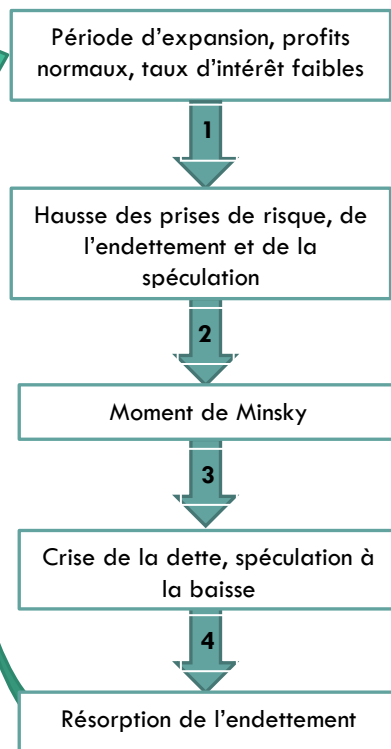 Période d'expansion, profits
normaux, taux d'intérêt faibles
1
Hausse des prises de risque, de
l'endettement et de la
spéculation
2
Moment de Minsky
3
Crise de la dette, spéculation à
la baisse
4
Résorption de l'endettement